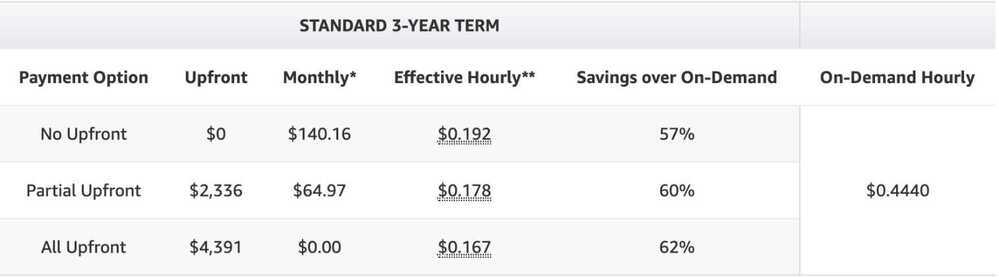 STANDARD 3-YEAR TERM
Payment Option Upfront Monthly* Effective Hourly** Savings over On-Demand On-Demand Hourly
No Upfront $0 $140.16 $0.192 57%
Partial Upfront $2,336 $64.97 $0.178 60% $0.4440
All Upfront $4,391 $0.00 $0.167 62%